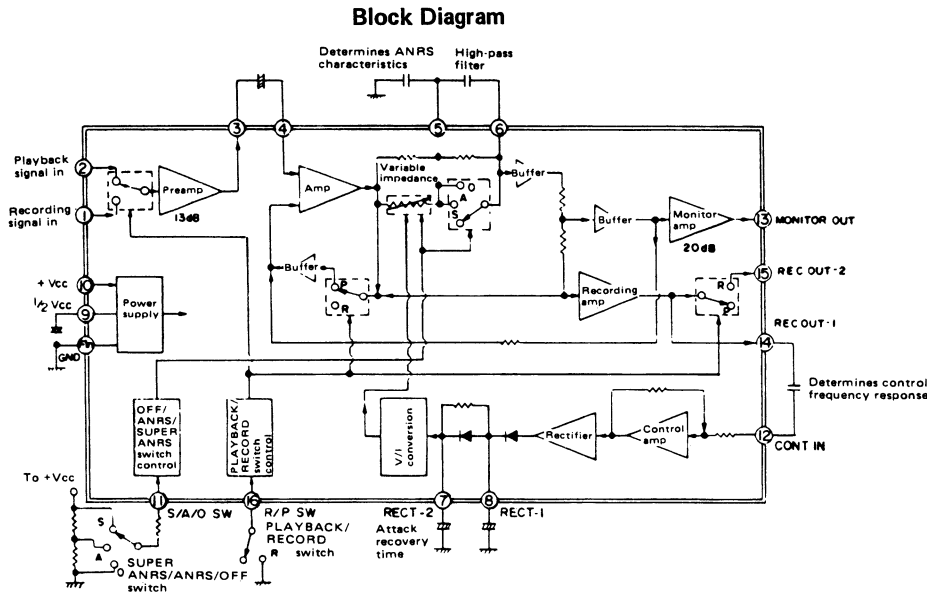 Block Diagram
Determines ANRS
characteristics
High-pass
filter
3
4
5
6
Playback
signal in
2
Preamp
13dB
Amp
Variable
impedance
O
A
S
Buffer
Recording
signal in
1
Buffer
Monitor
amp
20dB
13
MONITOR OUT
+ Vcc
10
1/2 Vcc
9
GND
Power
supply
Buffer
P
R
Recording
amp
R
P
15
REC OUT-2
REC OUT-1
14
Determines control
frequency response
OFF/
ANRS/
SUPER
ANRS
switch
control
PLAYBACK/
RECORD
switch
control
V/I
conversion
Rectifier
Control
amp
12
CONT IN
To +Vcc
11
S/A/O SW
16
R/P SW
PLAYBACK/
RECORD
switch
RECT-2
7
8
RECT-1
Attack
recovery
time
S
A
O
R
SUPER
ANRS/ANRS/OFF
switch